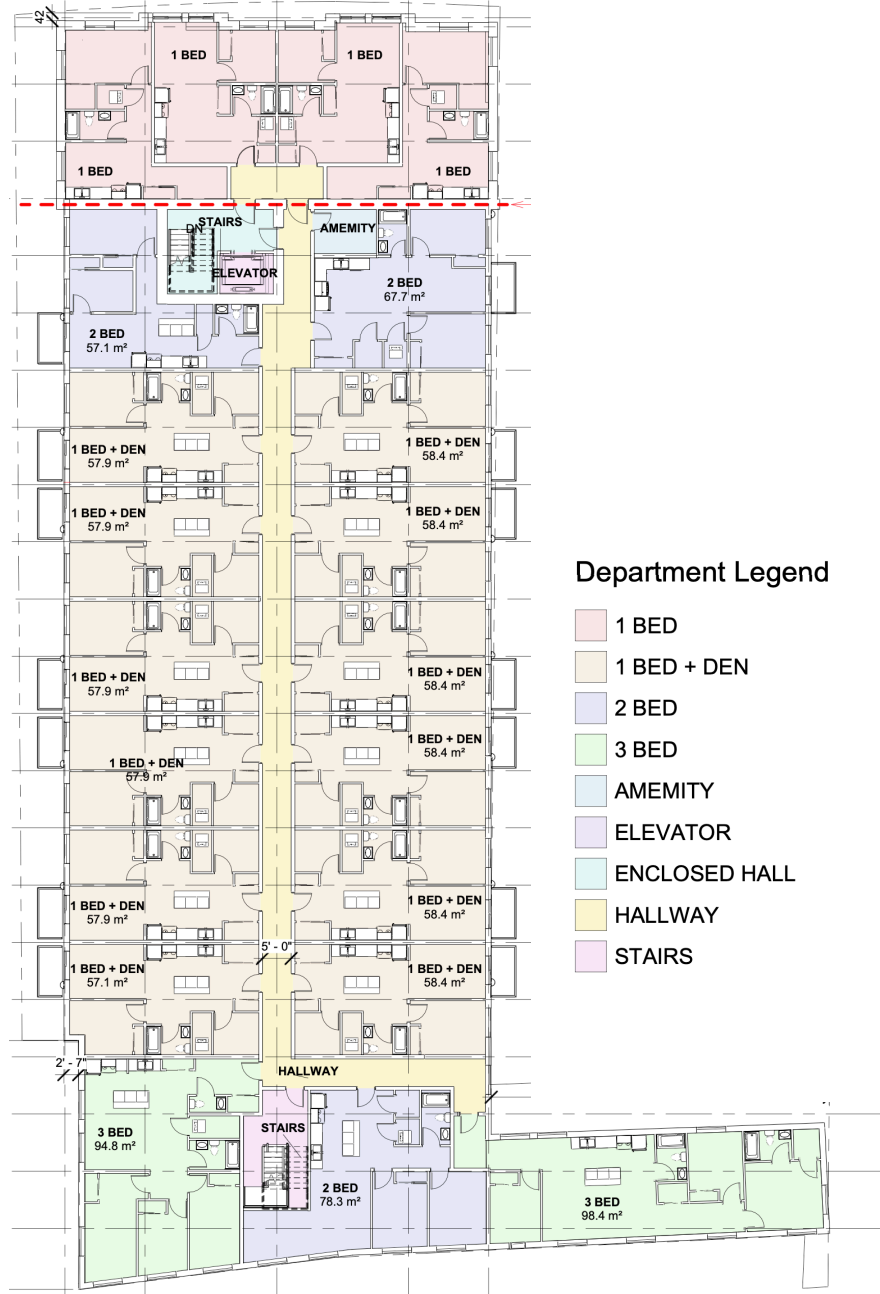 42
1 BED
1 BED
1 BED
1 BED
STAIRS
DN
AMEMITY
ELEVATOR
2 BED
67.7 m²
2 BED
57.1 m²
1 BED + DEN
57.9 m²
1 BED + DEN
58.4 m²
1 BED + DEN
57.9 m²
1 BED + DEN
58.4 m²
Department Legend
1 BED
1 BED + DEN
2 BED
3 BED
AMEMITY
ELEVATOR
ENCLOSED HALL
HALLWAY
STAIRS
1 BED + DEN
57.9 m²
1 BED + DEN
58.4 m²
1 BED + DEN
57.9 m²
1 BED + DEN
58.4 m²
1 BED + DEN
57.9 m²
1 BED + DEN
58.4 m²
5' - 0"
1 BED + DEN
57.1 m²
1 BED + DEN
58.4 m²
2' - 7"
HALLWAY
3 BED
94.8 m²
STAIRS
2 BED
78.3 m²
3 BED
98.4 m²